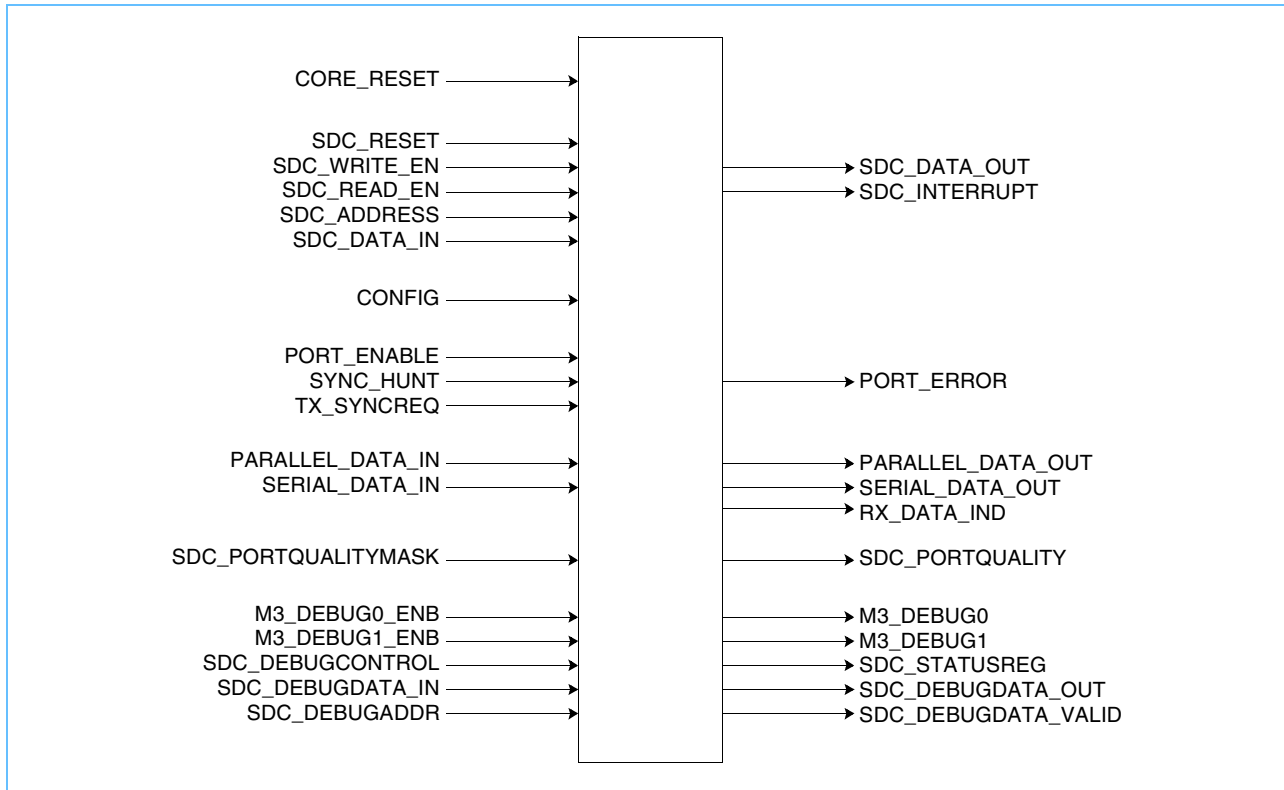 CORE_RESET
SDC_RESET
SDC_WRITE_EN
SDC_READ_EN
SDC_ADDRESS
SDC_DATA_IN
CONFIG
PORT_ENABLE
SYNC_HUNT
TX_SYNCREQ
PARALLEL_DATA_IN
SERIAL_DATA_IN
SDC_PORTQUALITYMASK
M3_DEBUG0_ENB
M3_DEBUG1_ENB
SDC_DEBUGCONTROL
SDC_DEBUGDATA_IN
SDC_DEBUGADDR
SDC_DATA_OUT
SDC_INTERRUPT
PORT_ERROR
PARALLEL_DATA_OUT
SERIAL_DATA_OUT
RX_DATA_IND
SDC_PORTQUALITY
M3_DEBUG0
M3_DEBUG1
SDC_STATUSREG
SDC_DEBUGDATA_OUT
SDC_DEBUGDATA_VALID